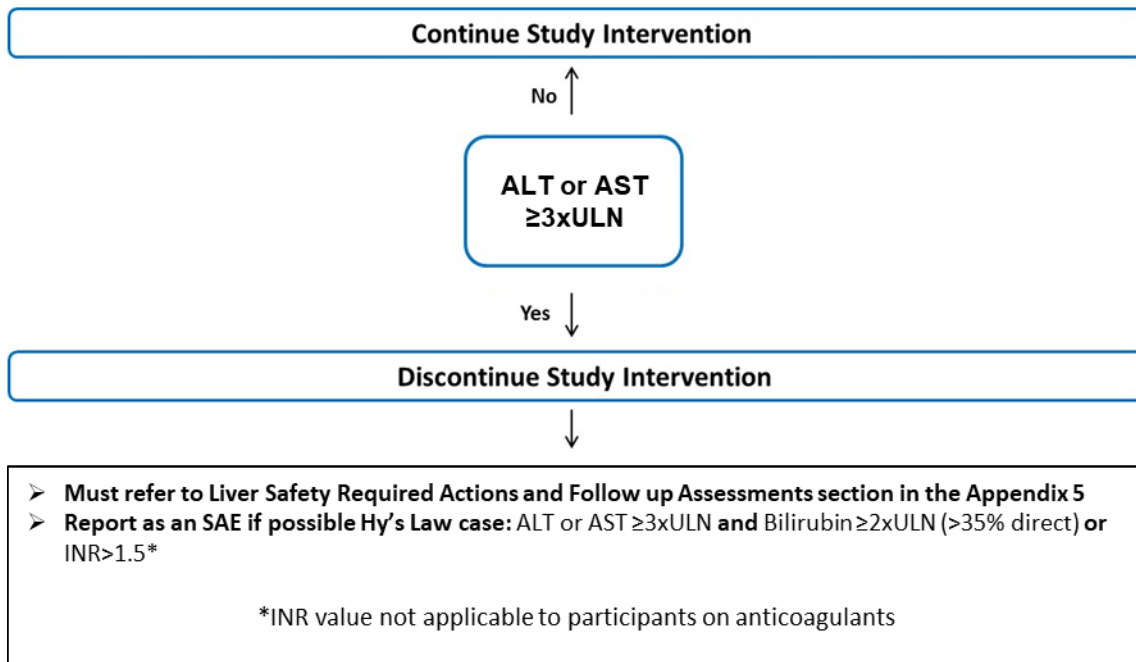 Continue Study Intervention
No
ALT or AST
≥3xULN
Yes
Discontinue Study Intervention
➢ Must refer to Liver Safety Required Actions and Follow up Assessments section in the Appendix 5
➢ Report as an SAE if possible Hy's Law case: ALT or AST ≥3xULN and Bilirubin ≥2xULN (>35% direct) or
INR>1.5*
*INR value not applicable to participants on anticoagulants